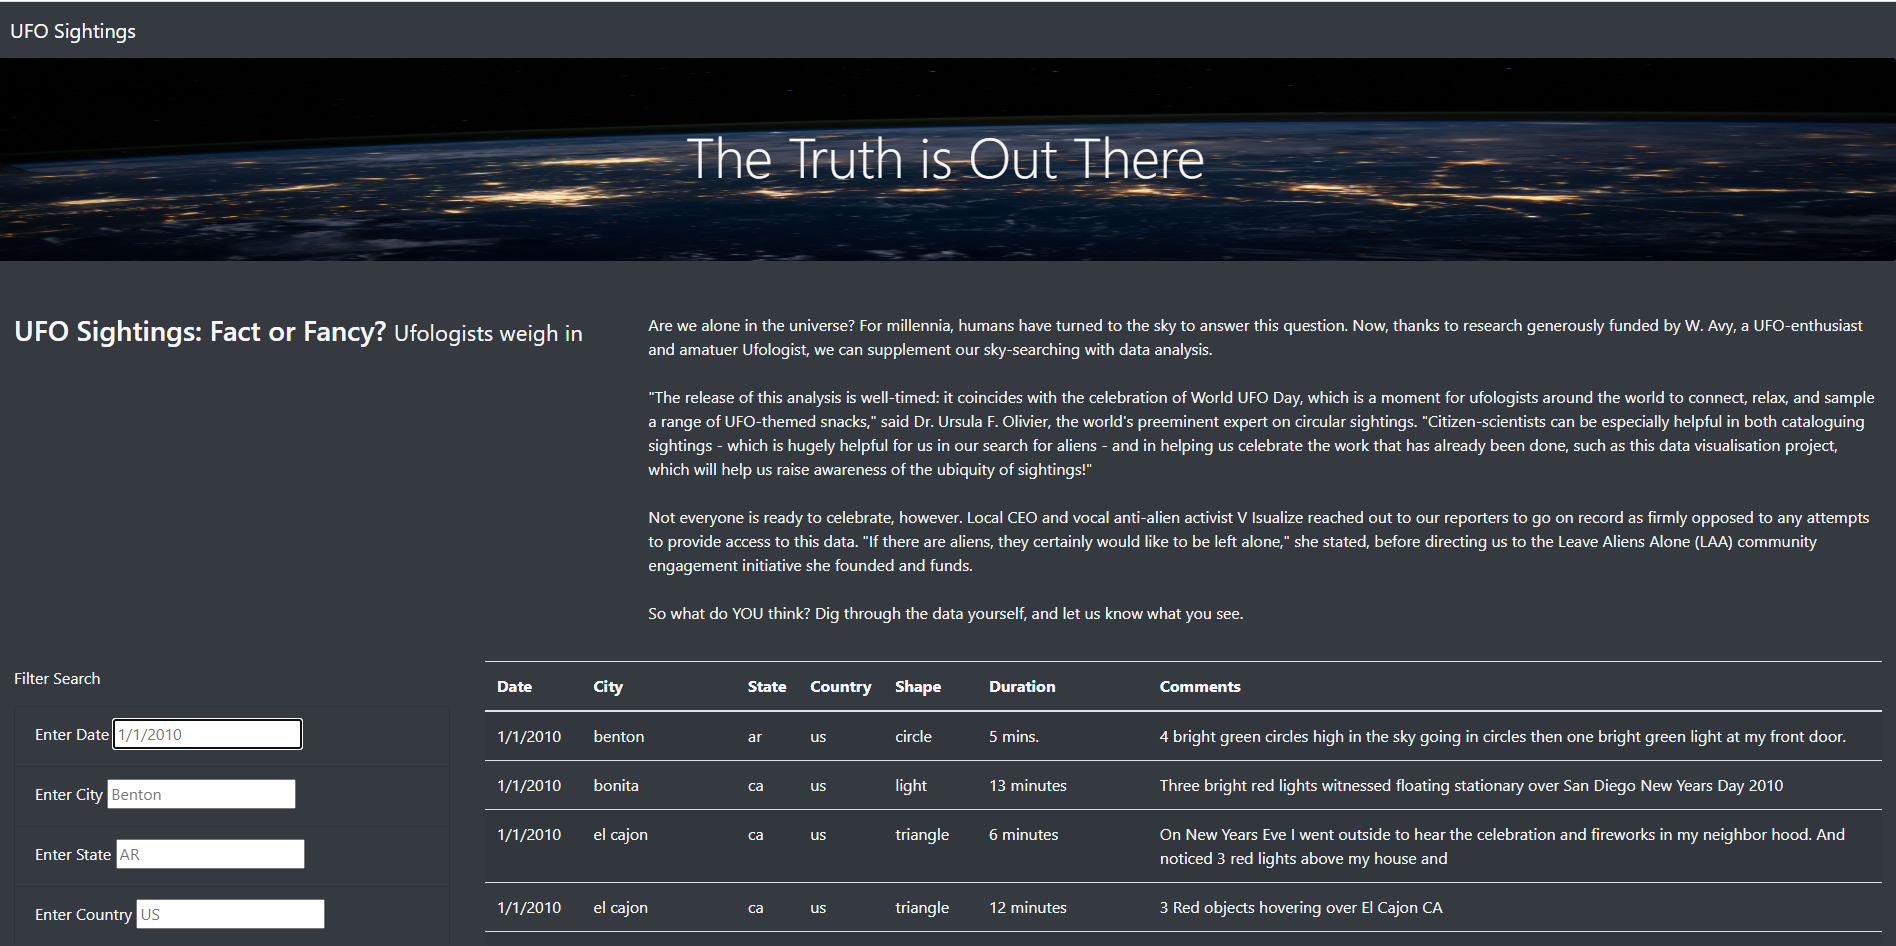 UFO Sightings
The Truth is Out There
UFO Sightings: Fact or Fancy? Ufologists weigh in
Are we alone in the universe? For millennia, humans have turned to the sky to answer this question. Now, thanks to research generously funded by W. Avy, a UFO-enthusiast
and amatuer Ufologist, we can supplement our sky-searching with data analysis.
"The release of this analysis is well-timed: it coincides with the celebration of World UFO Day, which is a moment for ufologists around the world to connect, relax, and sample
a range of UFO-themed snacks," said Dr. Ursula F. Olivier, the world's preeminent expert on circular sightings. "Citizen-scientists can be especially helpful in both cataloguing
sightings - which is hugely helpful for us in our search for aliens - and in helping us celebrate the work that has already been done, such as this data visualisation project,
which will help us raise awareness of the ubiquity of sightings!"
Not everyone is ready to celebrate, however. Local CEO and vocal anti-alien activist V Isualize reached out to our reporters to go on record as firmly opposed to any attempts
to provide access to this data. "If there are aliens, they certainly would like to be left alone," she stated, before directing us to the Leave Aliens Alone (LAA) community
engagement initiative she founded and funds.
So what do YOU think? Dig through the data yourself, and let us know what you see.
Filter Search
Enter Date 1/1/2010
Enter City Benton
Enter State AR
Enter Country US
Date City State Country Shape Duration Comments
1/1/2010 benton ar us circle 5 mins. 4 bright green circles high in the sky going in circles then one bright green light at my front door.
1/1/2010 bonita ca us light 13 minutes Three bright red lights witnessed floating stationary over San Diego New Years Day 2010
1/1/2010 el cajon ca us triangle 6 minutes On New Years Eve I went outside to hear the celebration and fireworks in my neighbor hood. And
noticed 3 red lights above my house and
1/1/2010 el cajon ca us triangle 12 minutes 3 Red objects hovering over El Cajon CA